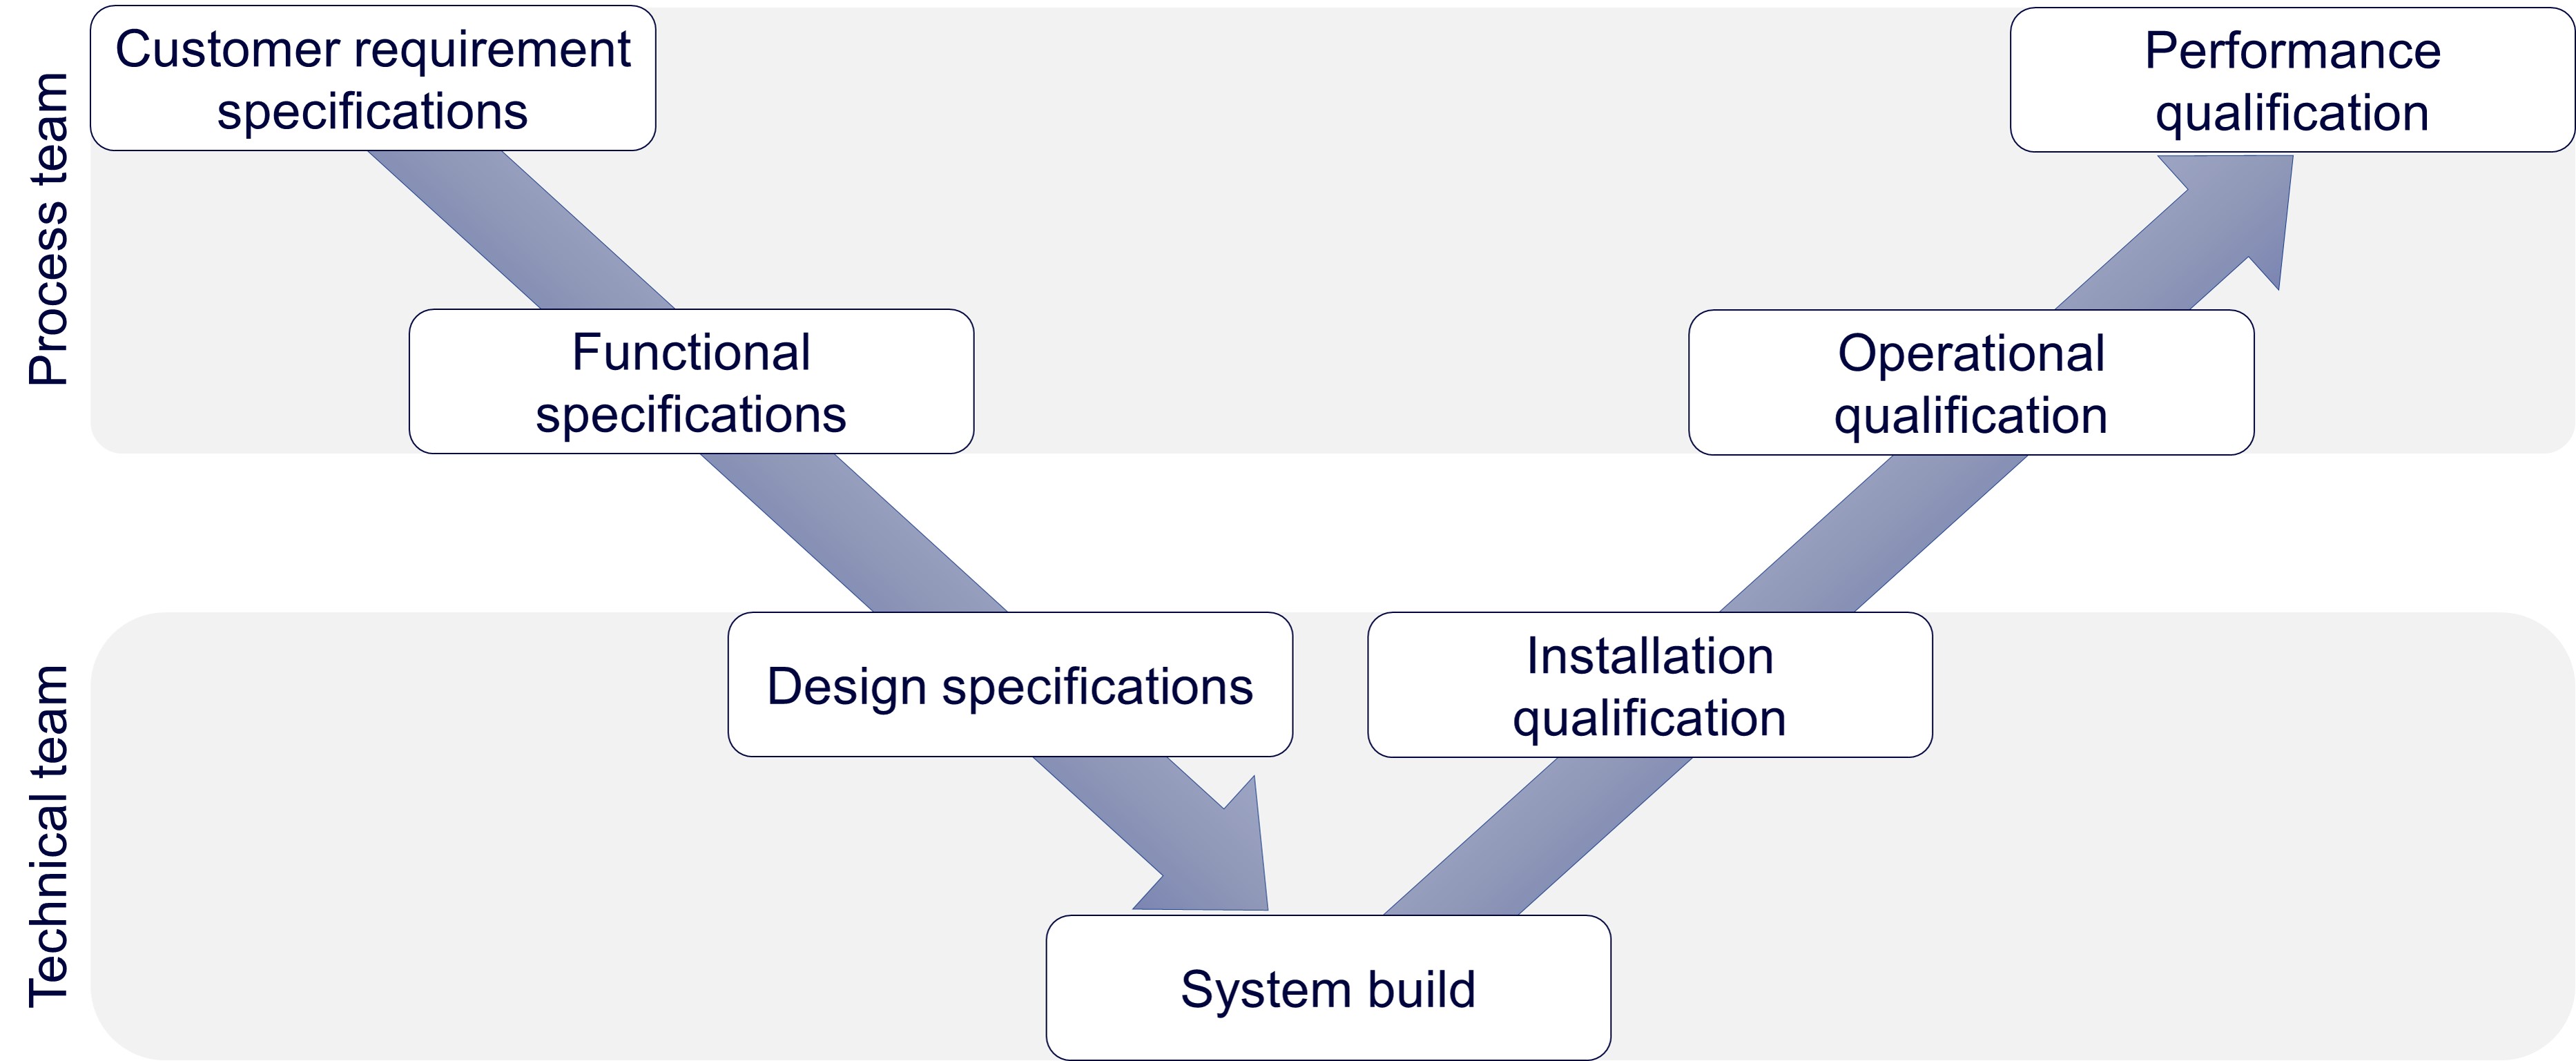 Process team
Customer requirement
specifications
Performance
qualification
Functional
specifications
Operational
qualification
Technical team
Design specifications
Installation
qualification
System build